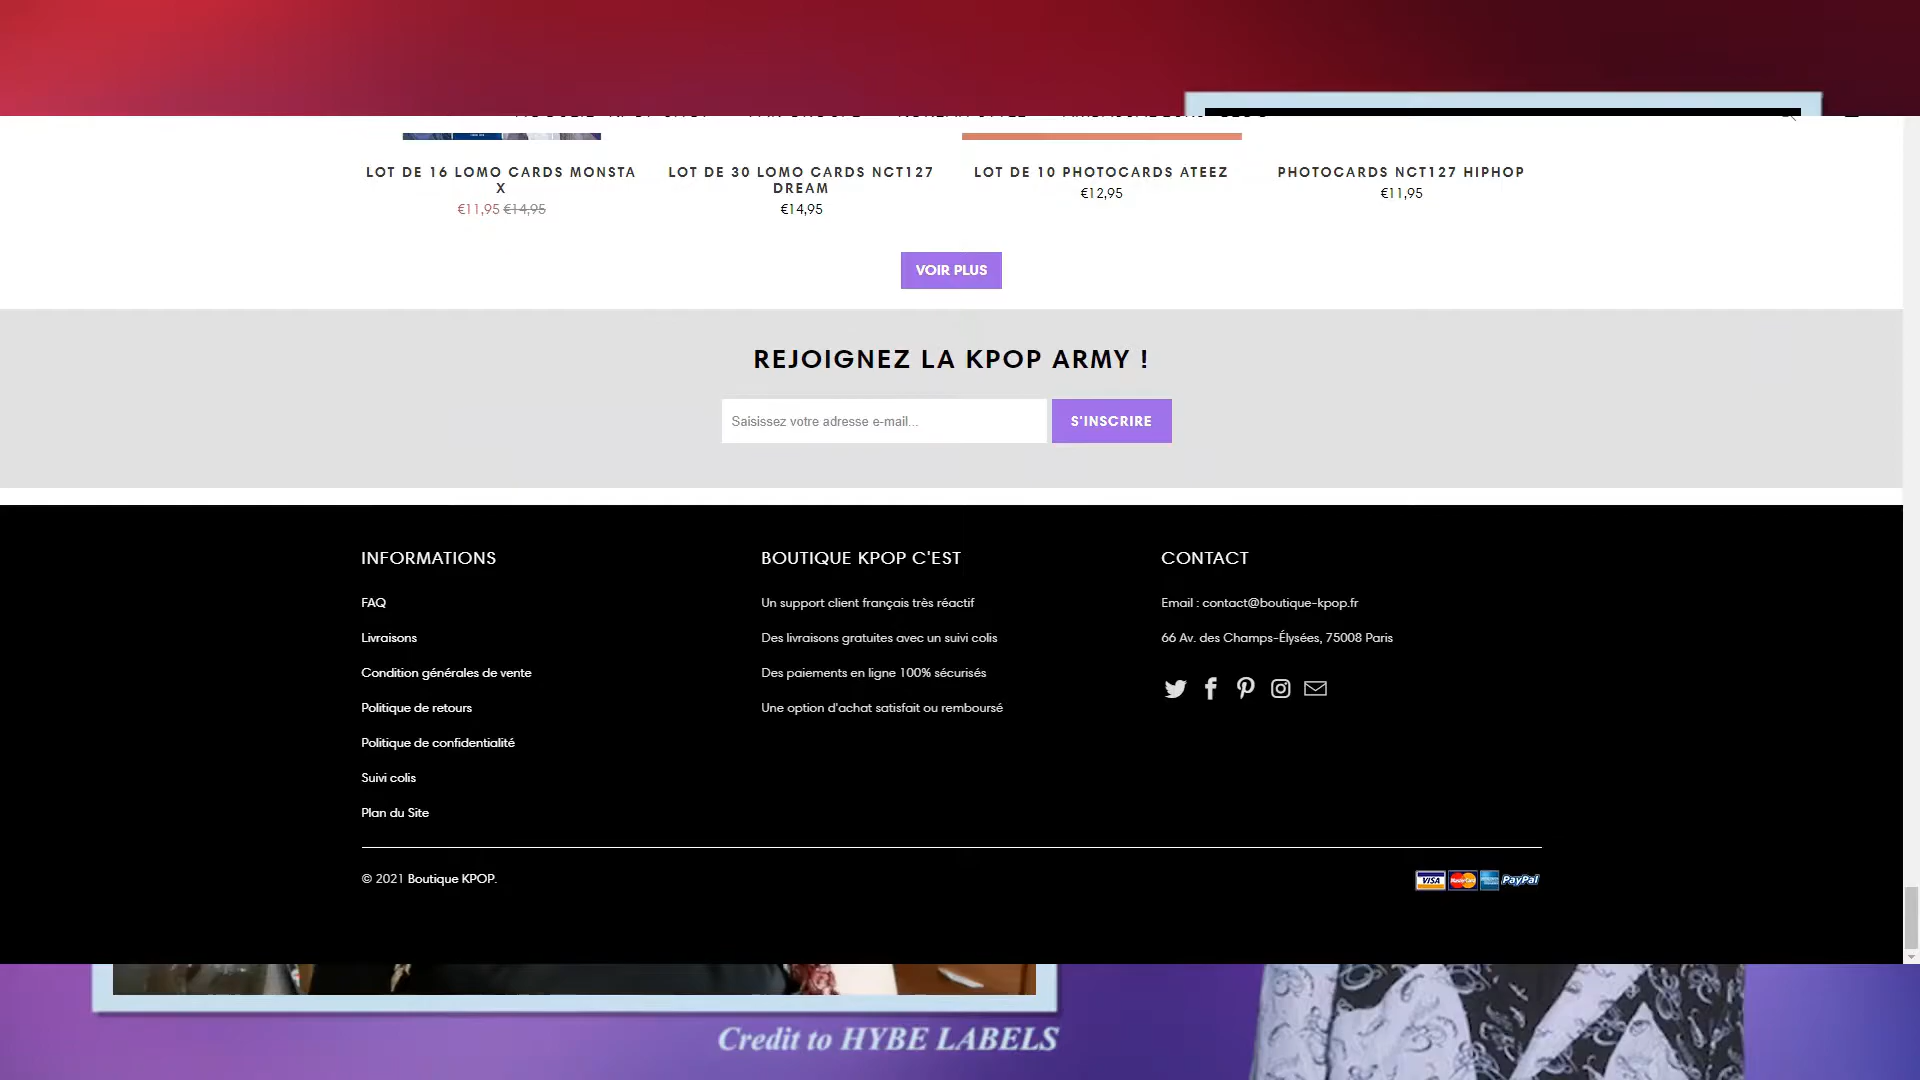 LOT DE 16 LOMO CARDS MONSTA
X
€11,95 €14,95
LOT DE 30 LOMO CARDS NCT127
DREAM
€14,95
LOT DE 10 PHOTOCARDS ATEEZ
€12,95
PHOTOCARDS NCT127 HIPHOP
€11,95
VOIR PLUS
REJOIGNEZ LA KPOP ARMY !
Saisissez votre adresse e-mail...
S'INSCRIRE
INFORMATIONS
FAQ
Livraisons
Condition générales de vente
Politique de retours
Politique de confidentialité
Suivi colis
Plan du Site
BOUTIQUE KPOP C'EST
Un support client français très réactif
Des livraisons gratuites avec un suivi colis
Des paiements en ligne 100% sécurisés
Une option d'achat satisfait ou remboursé
CONTACT
Email : contact@boutique-kpop.fr
66 Av. des Champs-Élysées, 75008 Paris
© 2021 Boutique KPOP.
VISA MasterCard PayPal
Credit to HYBE LABELS